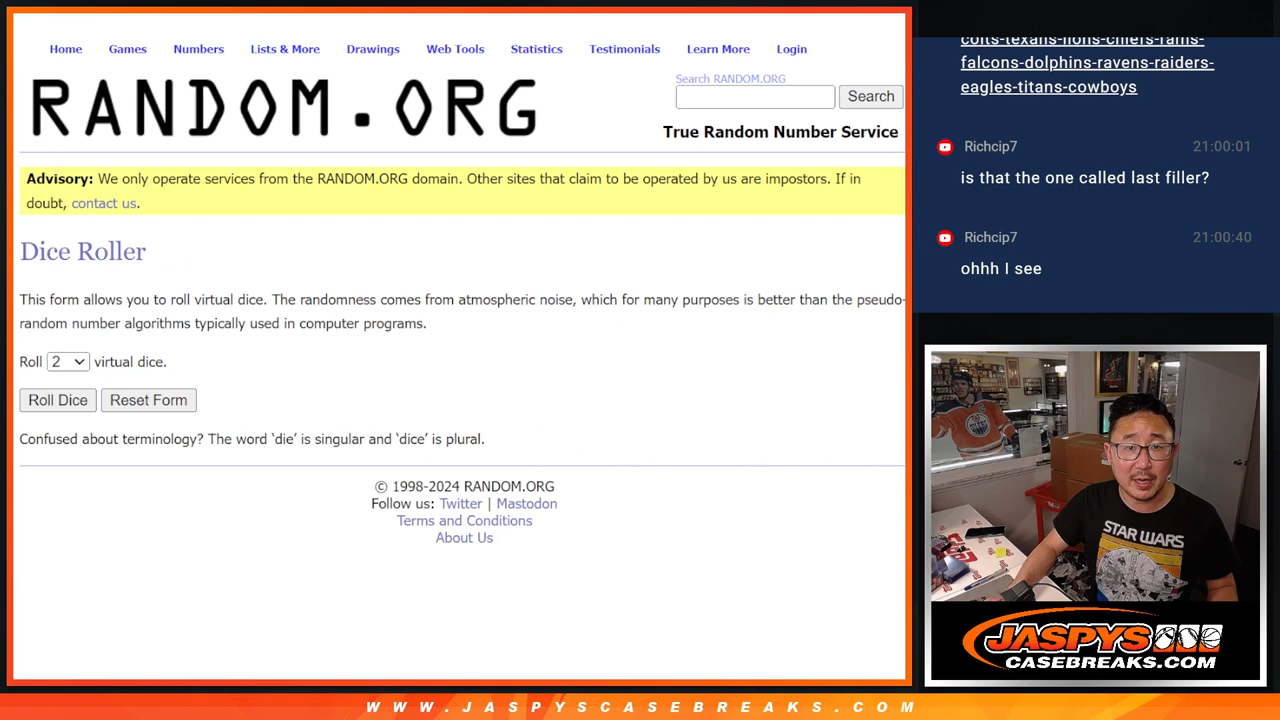 Home Games Numbers Lists & More Drawings Web Tools Statistics Testimonials Learn More Login
RANDOM.ORG
Search RANDOM.ORG
Search
True Random Number Service
Advisory: We only operate services from the RANDOM.ORG domain. Other sites that claim to be operated by us are impostors. If in
doubt, contact us.
Dice Roller
This form allows you to roll virtual dice. The randomness comes from atmospheric noise, which for many purposes is better than the pseudo-
random number algorithms typically used in computer programs.
Roll 2 virtual dice.
Roll Dice Reset Form
Confused about terminology? The word ‘die’ is singular and ‘dice’ is plural.
© 1998-2024 RANDOM.ORG
Follow us: Twitter | Mastodon
Terms and Conditions
About Us
colts-texans-lions-chiefs-rams-
falcons-dolphins-ravens-raiders-
eagles-titans-cowboys
Richcip7 21:00:01
is that the one called last filler?
Richcip7 21:00:40
ohhh I see
STAR WARS
JASPYS
CASEBREAKS.COM
WWW.JASPYSCASEBREAKS.COM